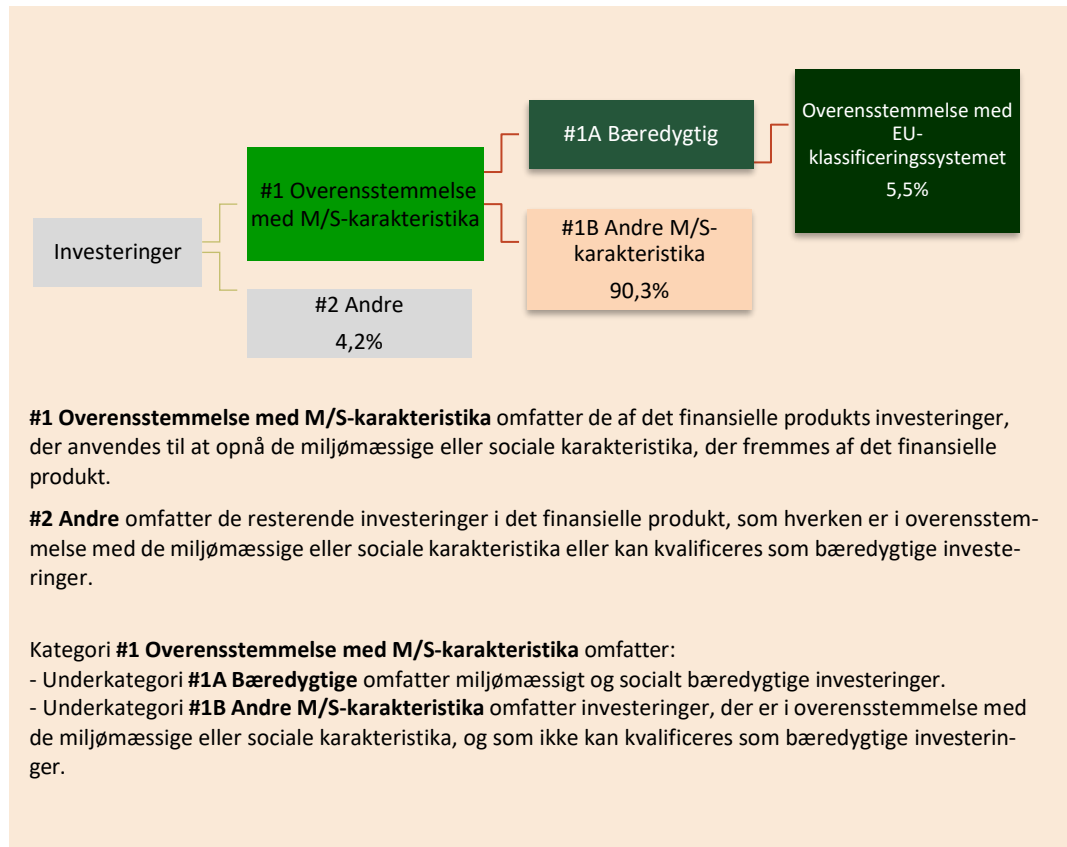 Investeringer
#1 Overensstemmelse
med M/S-karakteristika
#2 Andre
4,2%
#1A Bæredygtig
#1B Andre M/S-
karakteristika
90,3%
Overensstemmelse med
EU-
klassificeringssystemet
5,5%
#1 Overensstemmelse med M/S-karakteristika omfatter de af det finansielle produkts investeringer,
der anvendes til at opnå de miljømæssige eller sociale karakteristika, der fremmes af det finansielle
produkt.
#2 Andre omfatter de resterende investeringer i det finansielle produkt, som hverken er i overensstem-
melse med de miljømæssige eller sociale karakteristika eller kan kvalificeres som bæredygtige investe-
ringer.
Kategori #1 Overensstemmelse med M/S-karakteristika omfatter:
- Underkategori #1A Bæredygtige omfatter miljømæssigt og socialt bæredygtige investeringer.
- Underkategori #1B Andre M/S-karakteristika omfatter investeringer, der er i overensstemmelse med
de miljømæssige eller sociale karakteristika, og som ikke kan kvalificeres som bæredygtige investerin-
ger.